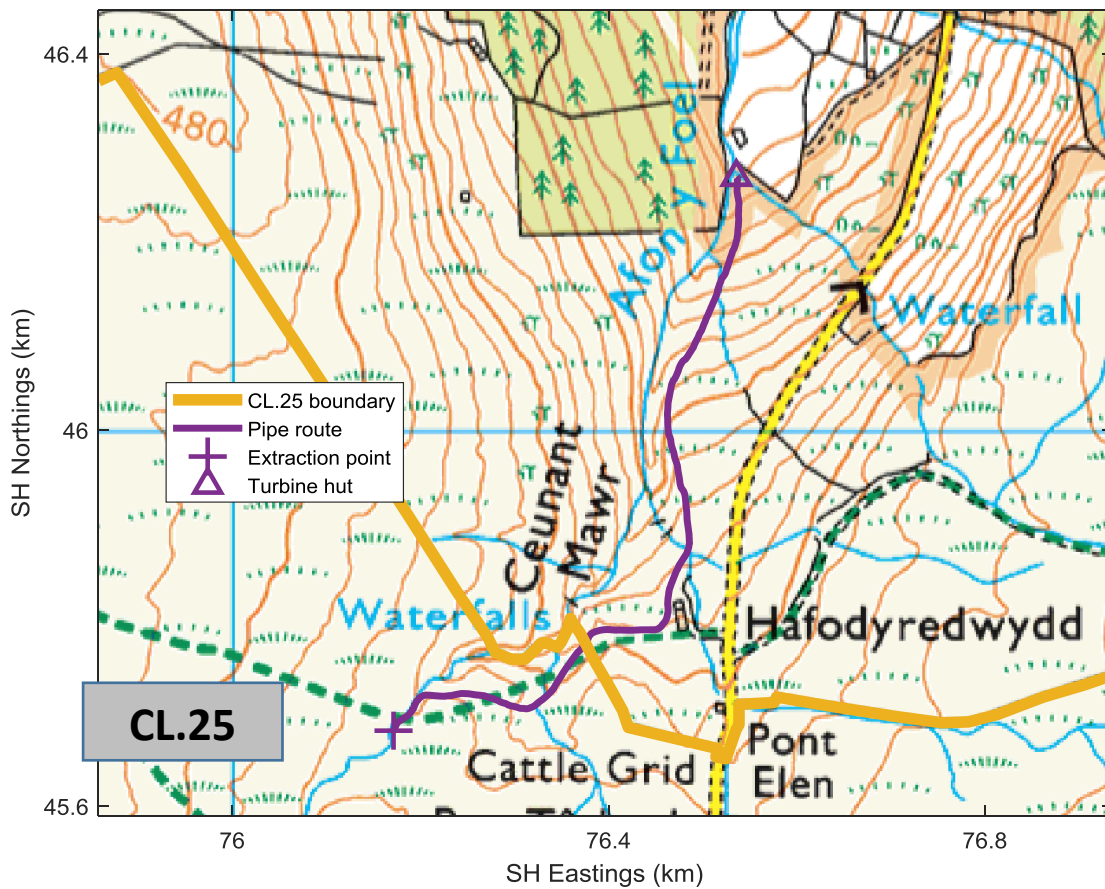 46.4
46
45.6
SH Northings (km)
76
76.4
76.8
SH Eastings (km)
480
Afon y Foel
Waterfall
CL.25 boundary
Pipe route
Extraction point
Turbine hut
Ceunant
Mawr
Waterfalls
Hafodyredwydd
CL.25
Pont
Elen
Cattle Grid